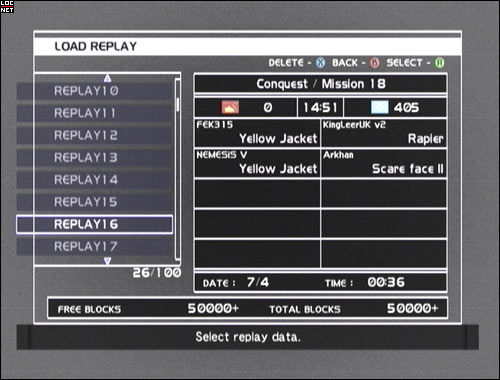 LOC
NET
LOAD REPLAY
DELETE - X BACK - B SELECT - A
REPLAY10
REPLAY11
REPLAY12
REPLAY13
REPLAY14
REPLAY15
REPLAY16
REPLAY17
26/100
Conquest / Mission 18
0 14:51 405
FEK315 KingLeerUK v2
Yellow Jacket Rapier
NEMESiS V Arkhan
Yellow Jacket Scare face II
DATE : 7/4 TIME : 00:36
FREE BLOCKS 50000+ TOTAL BLOCKS 50000+
Select replay data.